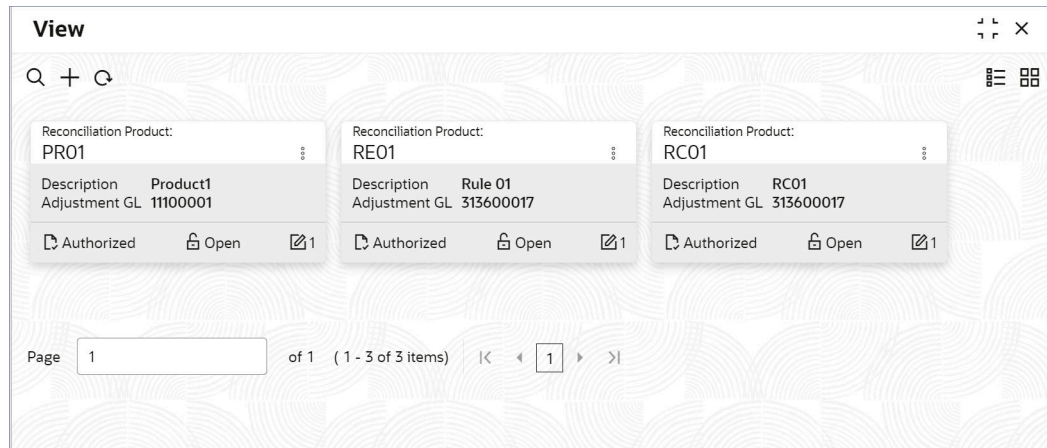 View
Reconciliation Product:
PR01
Description Product1
Adjustment GL 11100001
Authorized Open 1
Reconciliation Product:
RE01
Description Rule 01
Adjustment GL 313600017
Authorized Open 1
Reconciliation Product:
RC01
Description RC01
Adjustment GL 313600017
Authorized Open 1
Page 1 of 1 ( 1 - 3 of 3 items) 1